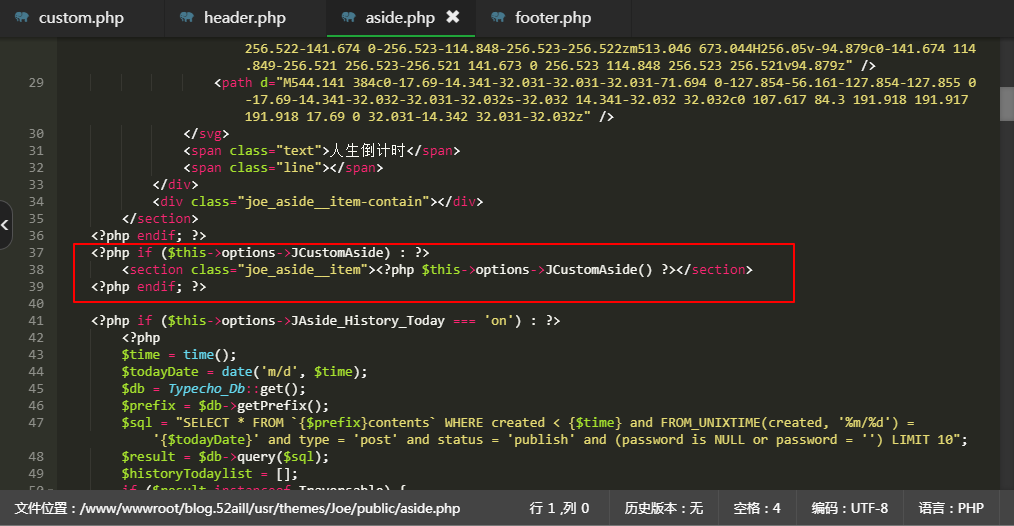 custom.php header.php aside.php ✖ footer.php
256.522-141.674 0-256.523-114.848-256.523-256.522zm513.046 673.044H256.05v-94.879c0-141.674 114
.849-256.521 256.523-256.521 141.673 0 256.523 114.848 256.523 256.521v94.879z" />
29 <path d="M544.141 384c0-17.69-14.341-32.031-32.031-32.031-71.694 0-127.854-56.161-127.854-127.855 0
-17.69-14.341-32.032-32.031-32.032s-32.032 14.341-32.032 32.032c0 107.617 84.3 191.918 191.917
191.918 17.69 0 32.031-14.342 32.031-32.032z" />
30 </svg>
31 <span class="text">人生倒计时</span>
32 <span class="line"></span>
33 </div>
34 <div class="joe_aside__item-contain"></div>
35 </section>
36 <?php endif; ?>
37 <?php if ($this->options->JCustomAside) : ?>
38 <section class="joe_aside__item"><?php $this->options->JCustomAside() ?></section>
39 <?php endif; ?>
40
41 <?php if ($this->options->JAside_History_Today === 'on') : ?>
42 <?php
43 $time = time();
44 $todayDate = date('m/d', $time);
45 $db = Typecho_Db::get();
46 $prefix = $db->getPrefix();
47 $sql = "SELECT * FROM `{$prefix}contents` WHERE created < {$time} and FROM_UNIXTIME(created, '%m/%d') =
'{$todayDate}' and type = 'post' and status = 'publish' and (password is NULL or password = '') LIMIT 10";
48 $result = $db->query($sql);
49 $historyTodaylist = [];
50 if ($result instanceof Traversable) {
文件位置：/www/wwwroot/blog.52aill/usr/themes/Joe/public/aside.php 行 1 ,列 0 历史版本：无 空格：4 编码：UTF-8 语言：PHP